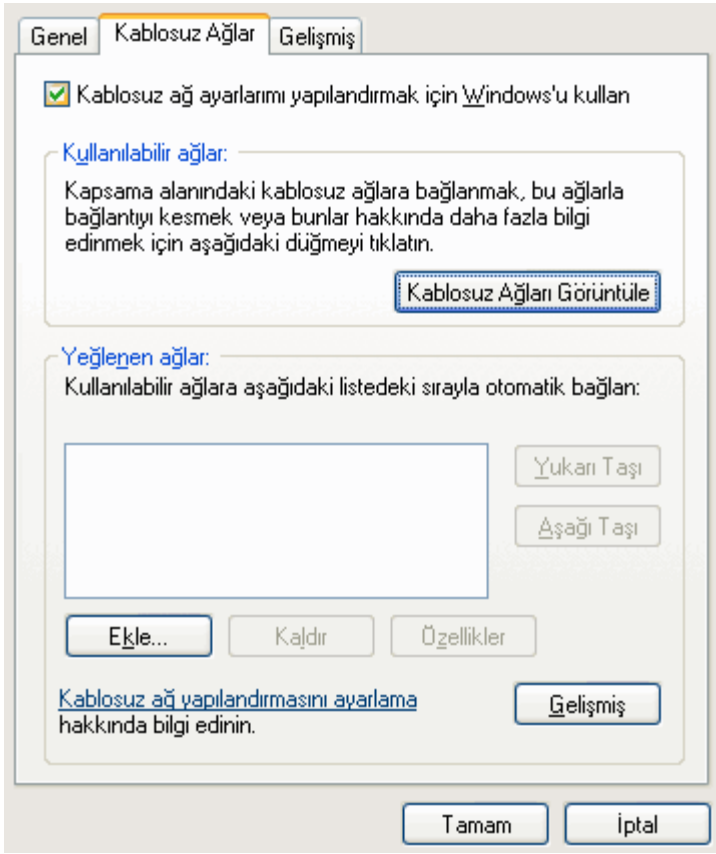 Genel
Kablosuz Ağlar
Gelişmiş
Kablosuz ağ ayarlarımı yapılandırmak için Windows'u kullan
Kullanılabilir ağlar:
Kapsama alanındaki kablosuz ağlara bağlanmak, bu ağlarla
bağlantıyı kesmek veya bunlar hakkında daha fazla bilgi
edinmek için aşağıdaki düğmeyi tıklatın.
Kablosuz Ağları Görüntüle
Yeğlenen ağlar:
Kullanılabilir ağlara aşağıdaki listedeki sırayla otomatik bağlan:
Yukarı Taşı
Aşağı Taşı
Ekle...
Kaldır
Özellikler
Kablosuz ağ yapılandırmasını ayarlama
hakkında bilgi edinin.
Gelişmiş
Tamam
İptal